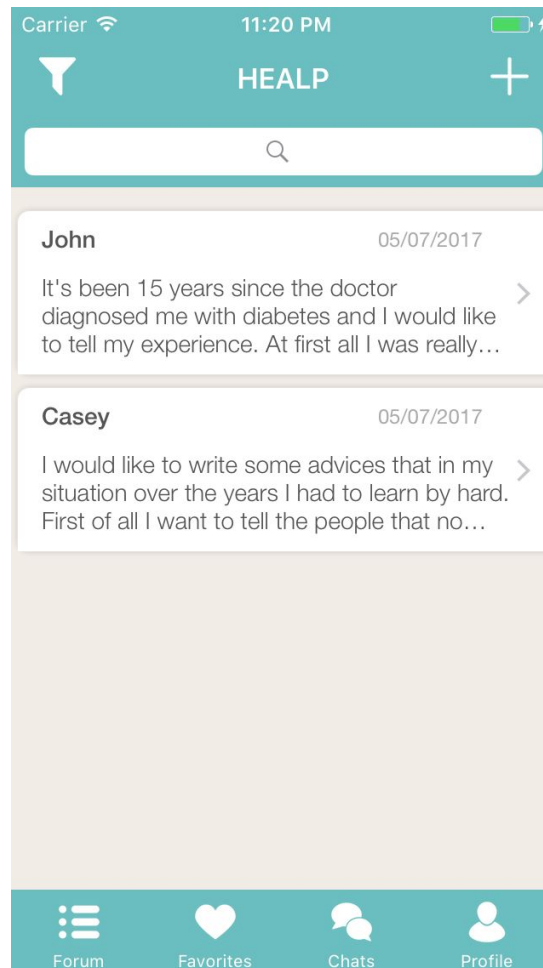 Carrier 11:20 PM
HEALP
John 05/07/2017
It's been 15 years since the doctor
diagnosed me with diabetes and I would like
to tell my experience. At first all I was really…
Casey 05/07/2017
I would like to write some advices that in my
situation over the years I had to learn by hard.
First of all I want to tell the people that no…
Forum Favorites Chats Profile